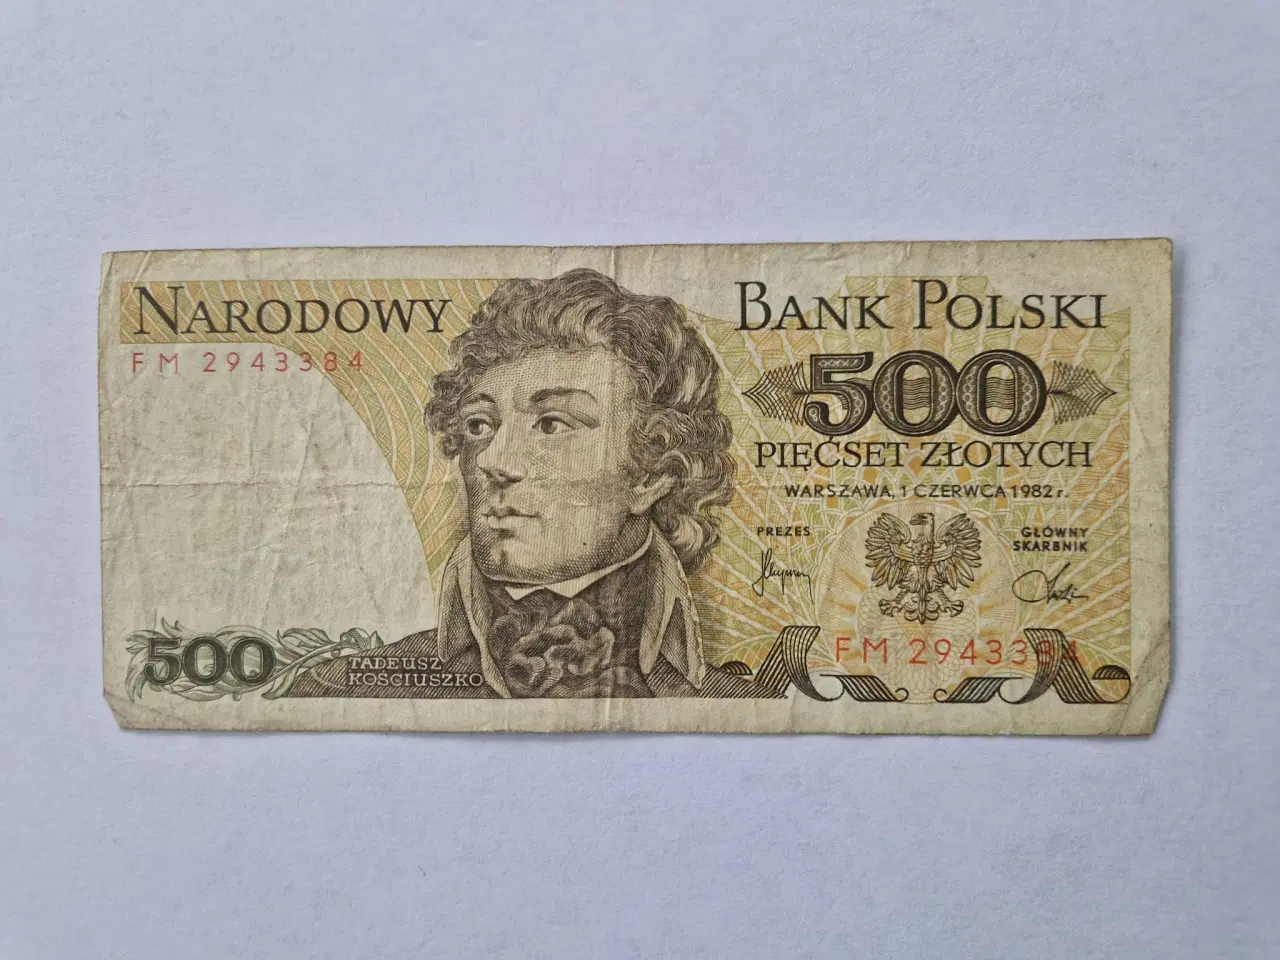 NARODOWY BANK POLSKI
FM 2943384
500
PIĘĆSET ZŁOTYCH
WARSZAWA, 1 CZERWCA 1982 r.
PREZES
GŁÓWNY
SKARBNIK
FM 2943384
500
TADEUSZ
KOŚCIUSZKO